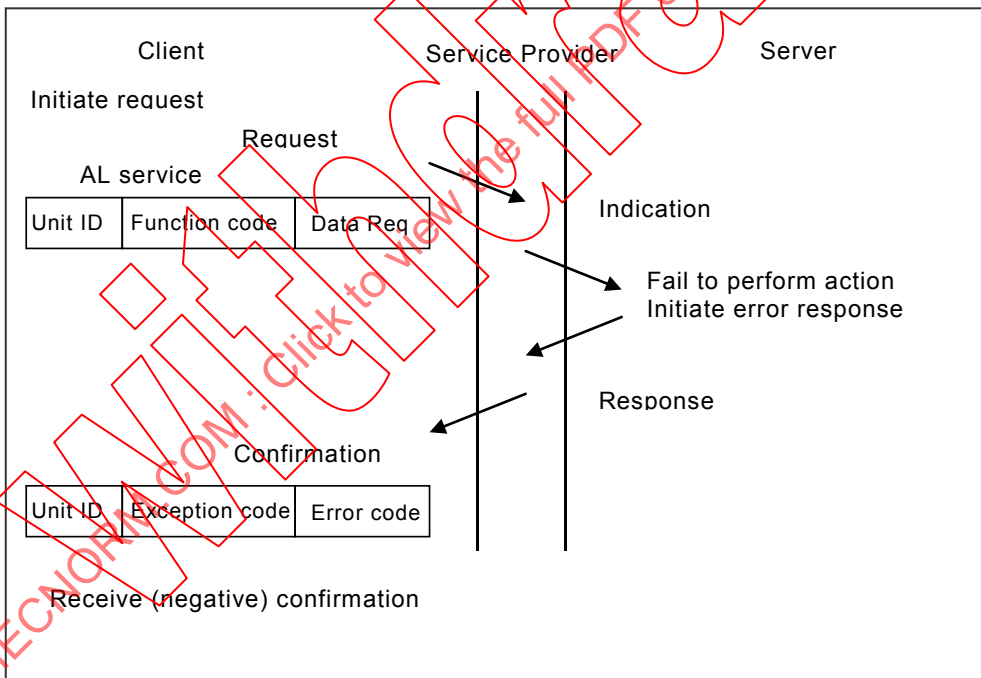 Client Service Provider Server
Initiate request
Request
AL service
Unit ID Function code Data Req
Indication
Fail to perform action
Initiate error response
Response
Confirmation
Unit ID Exception code Error code
Receive (negative) confirmation
ECNORM.COM : Click to view the full PDF
withdra